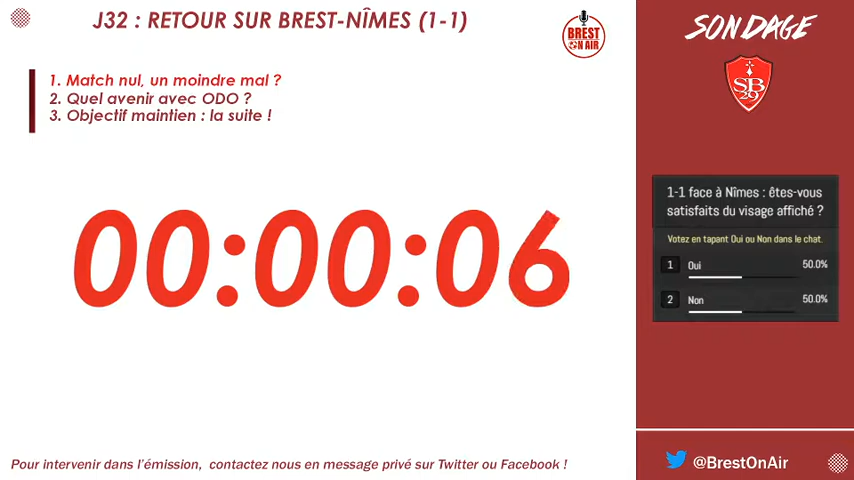 J32 : RETOUR SUR BREST-NÎMES (1-1)
BREST
ON AIR
SONDAGE
SB
29
1. Match nul, un moindre mal ?
2. Quel avenir avec ODO ?
3. Objectif maintien : la suite !
00:00:06
1-1 face à Nîmes : êtes-vous
satisfaits du visage affiché ?
Votez en tapant Oui ou Non dans le chat.
1 Oui 50.0%
2 Non 50.0%
Pour intervenir dans l'émission, contactez nous en message privé sur Twitter ou Facebook !
@BrestOnAir